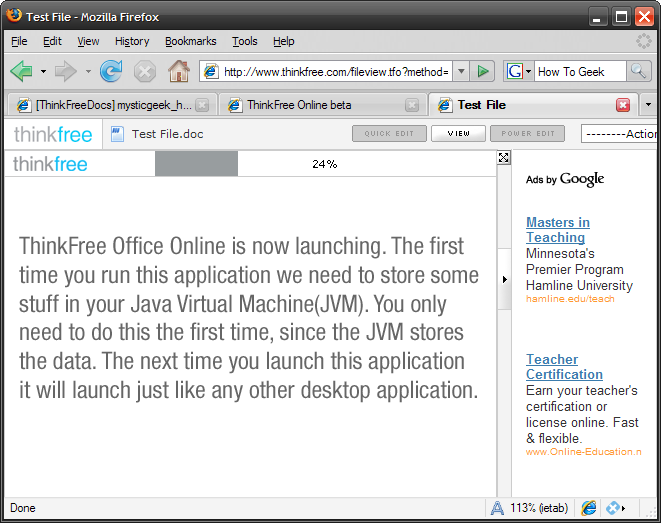 Test File - Mozilla Firefox
File Edit View History Bookmarks Tools Help
http://www.thinkfree.com/fileview.tfo?method=
G How To Geek
[ThinkFreeDocs] mysticgeek_h...
ThinkFree Online beta
Test File
thinkfree Test File.doc QUICK EDIT VIEW POWER EDIT --------Action
thinkfree 24%
ThinkFree Office Online is now launching. The first
time you run this application we need to store some
stuff in your Java Virtual Machine(JVM). You only
need to do this the first time, since the JVM stores
the data. The next time you launch this application
it will launch just like any other desktop application.
Ads by Google
Masters in
Teaching
Minnesota's
Premier Program
Hamline University
hamline.edu/teach
Teacher
Certification
Earn your teacher's
certification or
license online. Fast
& flexible.
www.Online-Education.n
Done A 113% (ietab)